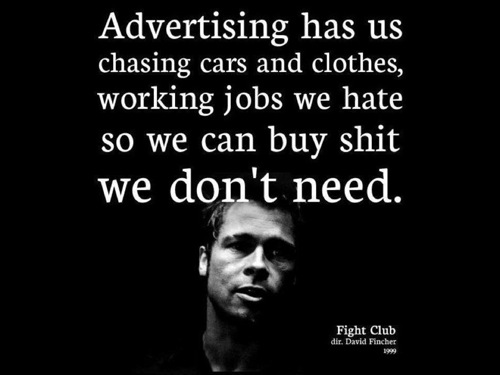 Advertising has us
chasing cars and clothes,
working jobs we hate
so we can buy shit
we don't need.
Fight Club
dir. David Fincher
1999